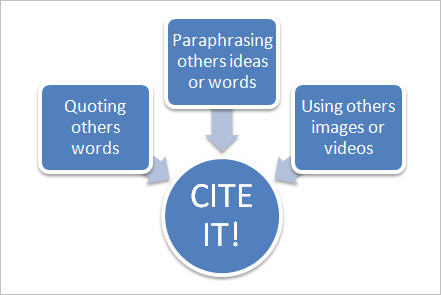 Paraphrasing
others ideas
or words
Quoting
others
words
Using others
images or
videos
CITE
IT!